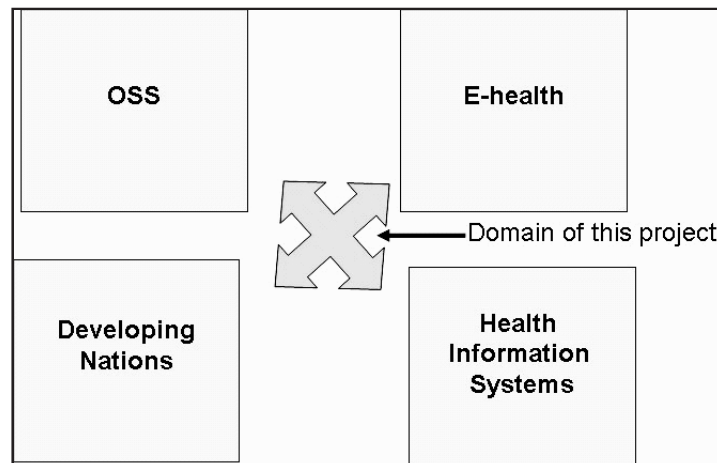 OSS
E-health
Domain of this project
Developing
Nations
Health
Information
Systems